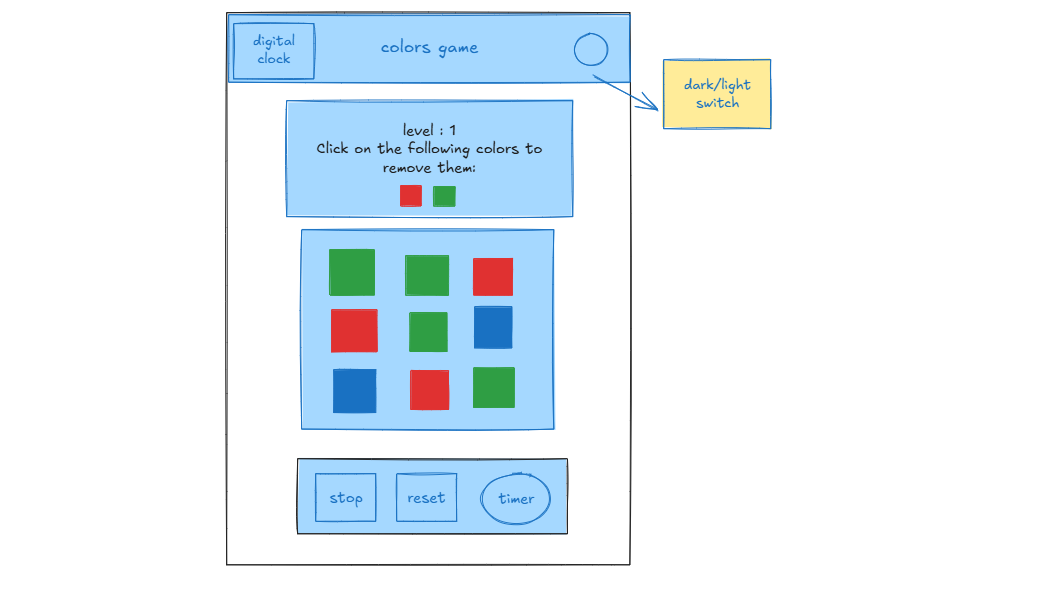 digital
clock
colors game
dark/light
switch
level : 1
Click on the following colors to
remove them:
stop
reset
timer